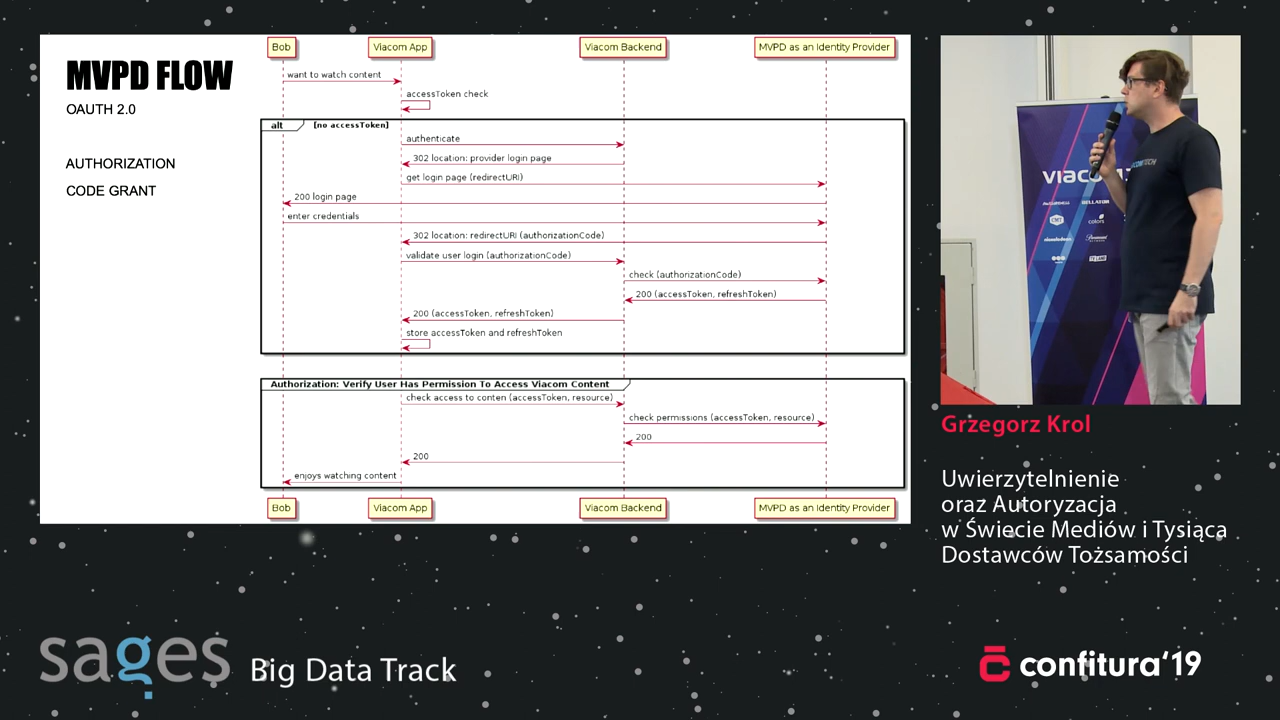 MVPD FLOW
OAUTH 2.0
AUTHORIZATION
CODE GRANT
Bob
Viacom App
Viacom Backend
MVPD as an Identity Provider
want to watch content
accessToken check
alt
[no accessToken]
authenticate
302 location: provider login page
get login page (redirectURI)
200 login page
enter credentials
302 location: redirectURI (authorizationCode)
validate user login (authorizationCode)
check (authorizationCode)
200 (accessToken, refreshToken)
200 (accessToken, refreshToken)
store accessToken and refreshToken
Authorization: Verify User Has Permission To Access Viacom Content
check access to conten (accessToken, resource)
check permissions (accessToken, resource)
200
200
enjoys watching content
Bob
Viacom App
Viacom Backend
MVPD as an Identity Provider
BELLATOR
CMT
colors
nickelodeon
Paramount
Grzegorz Krol
Uwierzytelnienie
oraz Autoryzacja
w Świecie Mediów i Tysiąca
Dostawców Tożsamości
sages
Big Data Track
confitura'19